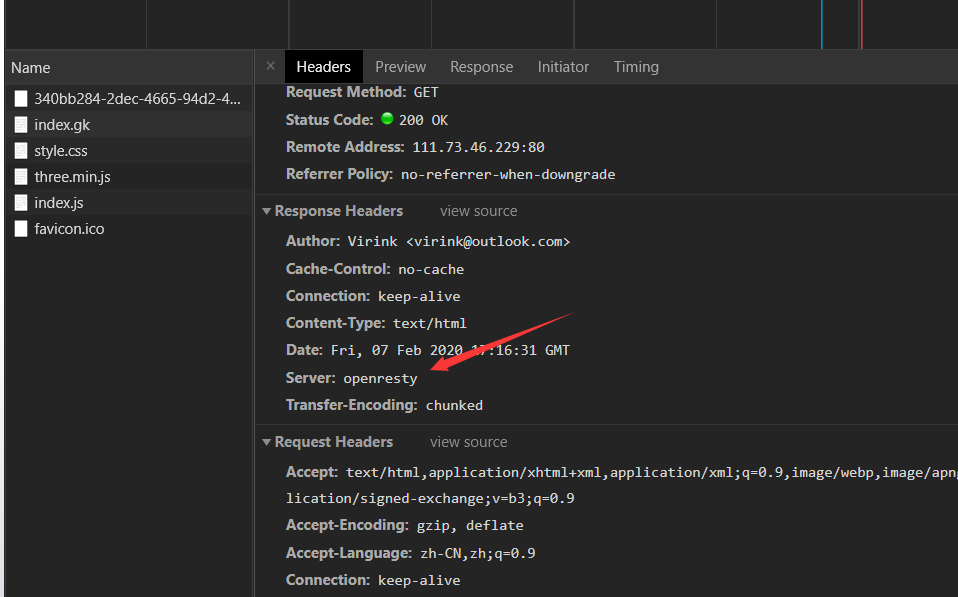 Name
340bb284-2dec-4665-94d2-4...
index.gk
style.css
three.min.js
index.js
favicon.ico
× Headers Preview Response Initiator Timing
Request Method: GET
Status Code: 200 OK
Remote Address: 111.73.46.229:80
Referrer Policy: no-referrer-when-downgrade
Response Headers view source
Author: Virink <virink@outlook.com>
Cache-Control: no-cache
Connection: keep-alive
Content-Type: text/html
Date: Fri, 07 Feb 2020 17:16:31 GMT
Server: openresty
Transfer-Encoding: chunked
Request Headers view source
Accept: text/html,application/xhtml+xml,application/xml;q=0.9,image/webp,image/apng
lication/signed-exchange;v=b3;q=0.9
Accept-Encoding: gzip, deflate
Accept-Language: zh-CN,zh;q=0.9
Connection: keep-alive